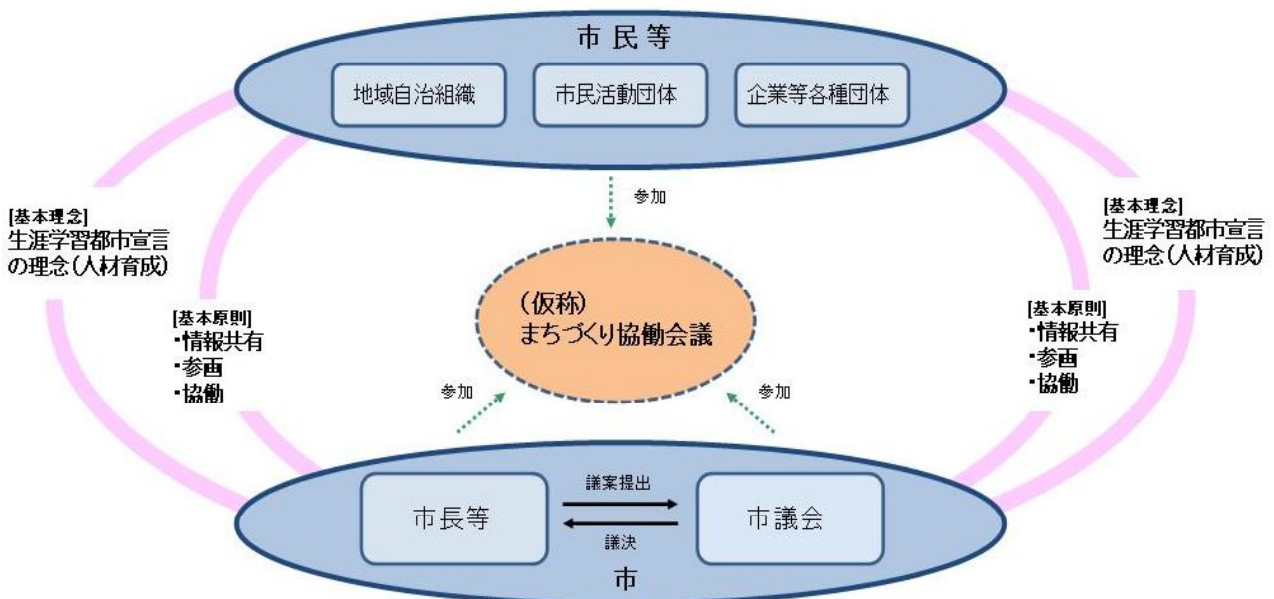 市民等
地域自治組織
市民活動団体
企業等各種団体
参加
[基本理念]
生涯学習都市宣言
の理念(人材育成)
[基本理念]
生涯学習都市宣言
の理念(人材育成)
(仮称)
まちづくり協働会議
[基本原則]
・情報共有
・参画
・協働
[基本原則]
・情報共有
・参画
・協働
参加
参加
市長等
議案提出
議決
市議会
市